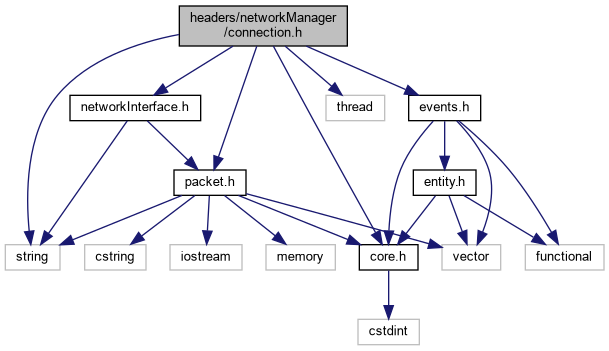 headers/networkManager
/connection.h
networkInterface.h
thread
events.h
packet.h
entity.h
string
cstring
iostream
memory
core.h
vector
functional
cstdint